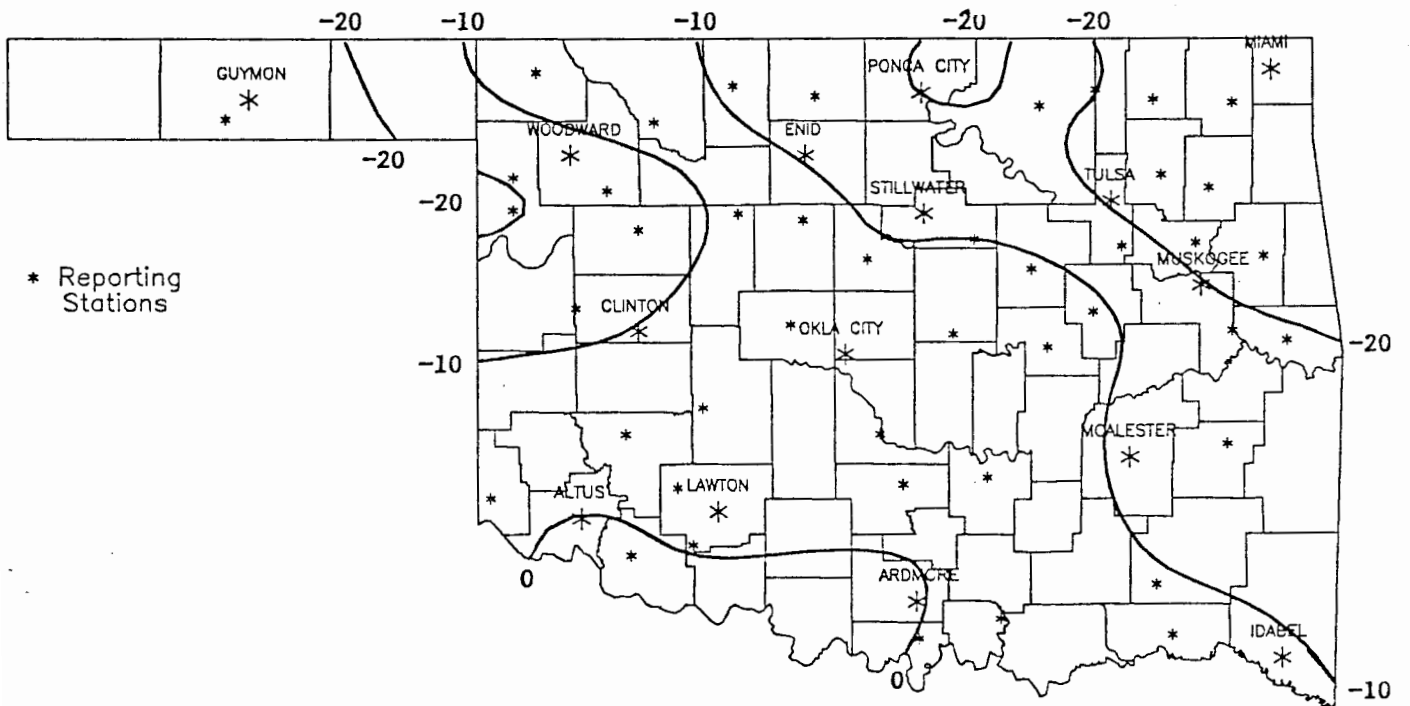 -20 -10 -10 -20 -20
MIAMI
GUYMON
PONCA CITY
WOODWARD
ENID
-20
TULSA
-20
STILLWATER
* Reporting
Stations
MUSKOGEE
CLINTON
OKLA CITY
-20
-10
MCALESTER
ALTUS
LAWTON
0
ARDMORE
IDABEL
0
-10